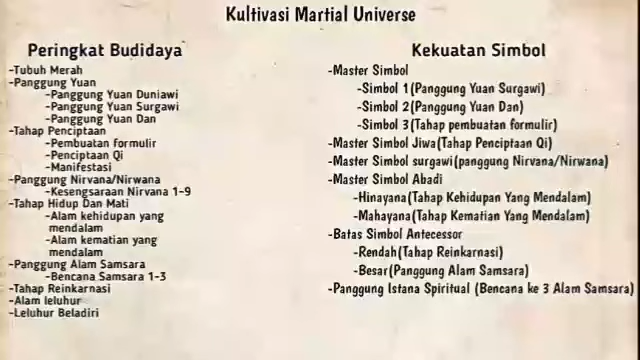 Kultivasi Martial Universe
Peringkat Budidaya
-Tubuh Merah
-Panggung Yuan
-Panggung Yuan Duniawi
-Panggung Yuan Surgawi
-Panggung Yuan Dan
-Tahap Penciptaan
-Pembuatan formulir
-Penciptaan Qi
-Manifestasi
-Panggung Nirvana/Nirwana
-Kesengsaraan Nirvana 1-9
-Tahap Hidup Dan Mati
-Alam kehidupan yang
mendalam
-Alam kematian yang
mendalam
-Panggung Alam Samsara
-Bencana Samsara 1-3
-Tahap Reinkarnasi
-Alam leluhur
-Leluhur Beladiri
Kekuatan Simbol
-Master Simbol
-Simbol 1(Panggung Yuan Surgawi)
-Simbol 2(Panggung Yuan Dan)
-Simbol 3(Tahap pembuatan formulir)
-Master Simbol Jiwa(Tahap Penciptaan Qi)
-Master Simbol surgawi(panggung Nirvana/Nirwana)
-Master Simbol Abadi
-Hinayana(Tahap Kehidupan Yang Mendalam)
-Mahayana(Tahap Kematian Yang Mendalam)
-Batas Simbol Antecessor
-Rendah(Tahap Reinkarnasi)
-Besar(Panggung Alam Samsara)
-Panggung Istana Spiritual (Bencana ke 3 Alam Samsara)